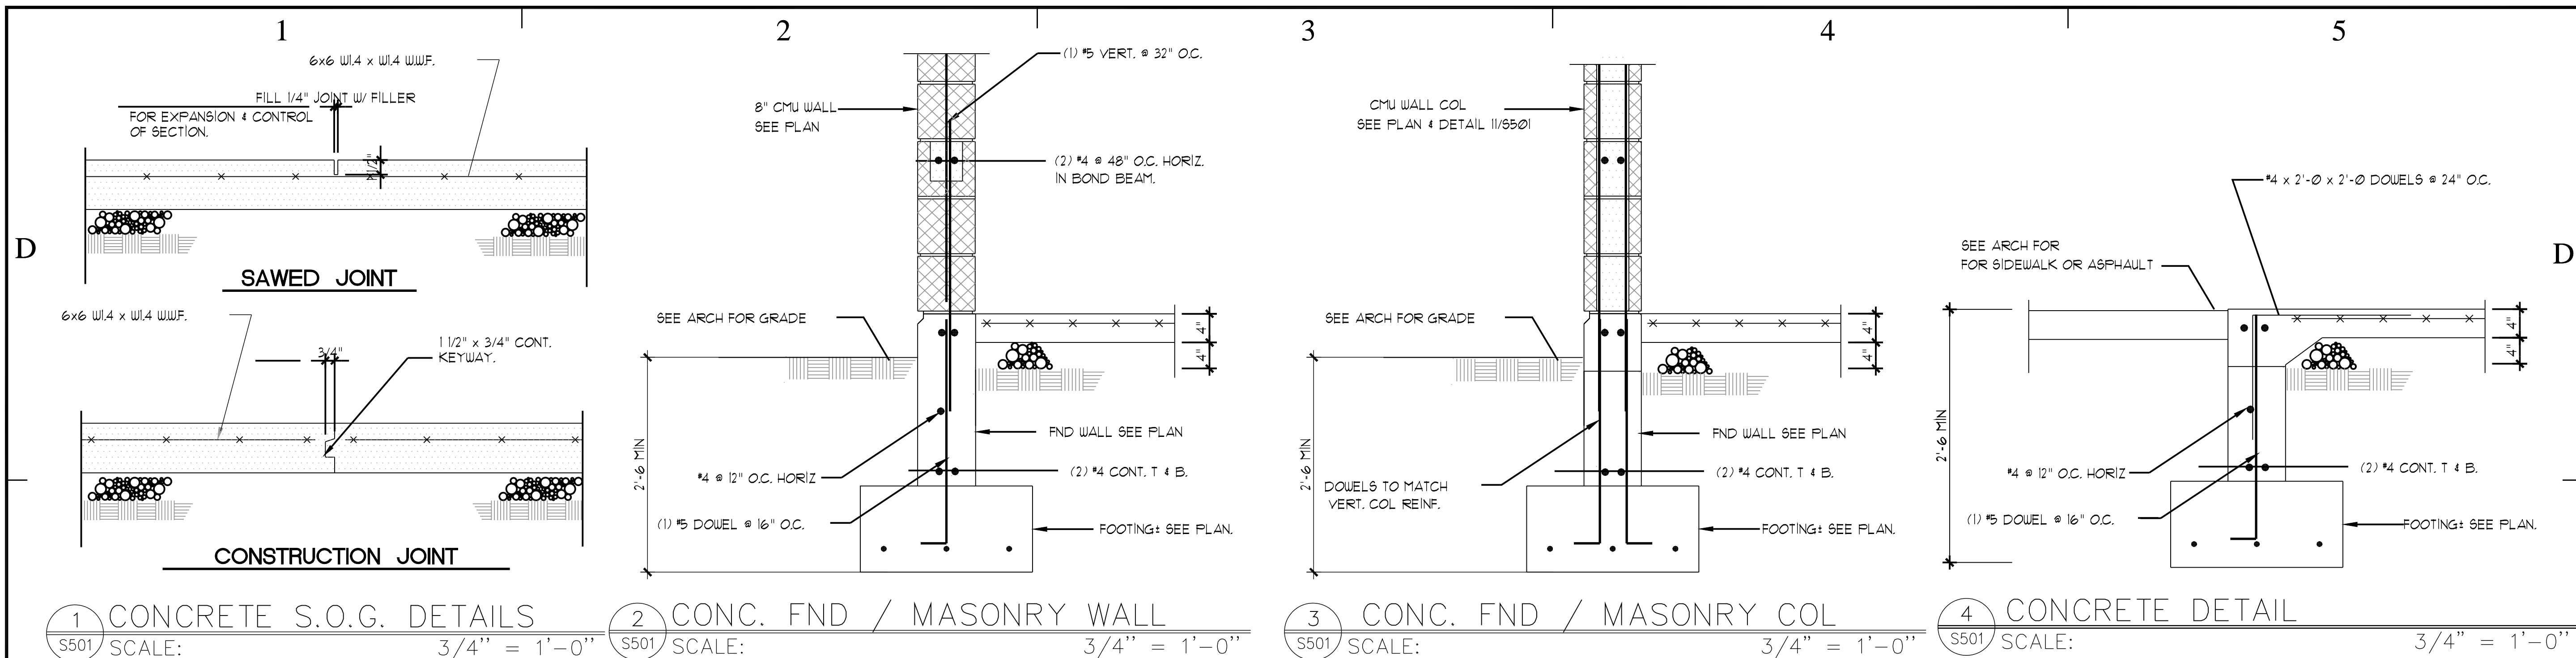 1
2
3
4
5
D
D
6x6 W1.4 x W1.4 W.W.F.
FILL 1/4" JOINT W/ FILLER
FOR EXPANSION & CONTROL
OF SECTION.
1 1/2"
SAWED JOINT
6x6 W1.4 x W1.4 W.W.F.
3/4"
1 1/2" x 3/4" CONT.
KEYWAY.
CONSTRUCTION JOINT
1
S501
CONCRETE S.O.G. DETAILS
SCALE:
3/4" = 1'-0"
(1) #5 VERT. @ 32" O.C.
8" CMU WALL
SEE PLAN
(2) #4 @ 48" O.C. HORIZ.
IN BOND BEAM.
SEE ARCH FOR GRADE
4"
4"
2'-6 MIN
FND WALL SEE PLAN
#4 @ 12" O.C. HORIZ
(2) #4 CONT. T & B.
(1) #5 DOWEL @ 16" O.C.
FOOTING± SEE PLAN.
2
S501
CONC. FND / MASONRY WALL
SCALE:
3/4" = 1'-0"
CMU WALL COL
SEE PLAN & DETAIL 11/S501
SEE ARCH FOR GRADE
4"
4"
2'-6 MIN
FND WALL SEE PLAN
(2) #4 CONT. T & B.
DOWELS TO MATCH
VERT. COL REINF.
FOOTING± SEE PLAN.
3
S501
CONC. FND / MASONRY COL
SCALE:
3/4" = 1'-0"
#4 x 2'-0 x 2'-0 DOWELS @ 24" O.C.
SEE ARCH FOR
FOR SIDEWALK OR ASPHAULT
4"
4"
2'-6 MIN
#4 @ 12" O.C. HORIZ
(2) #4 CONT. T & B.
(1) #5 DOWEL @ 16" O.C.
FOOTING± SEE PLAN.
4
S501
CONCRETE DETAIL
SCALE:
3/4" = 1'-0"